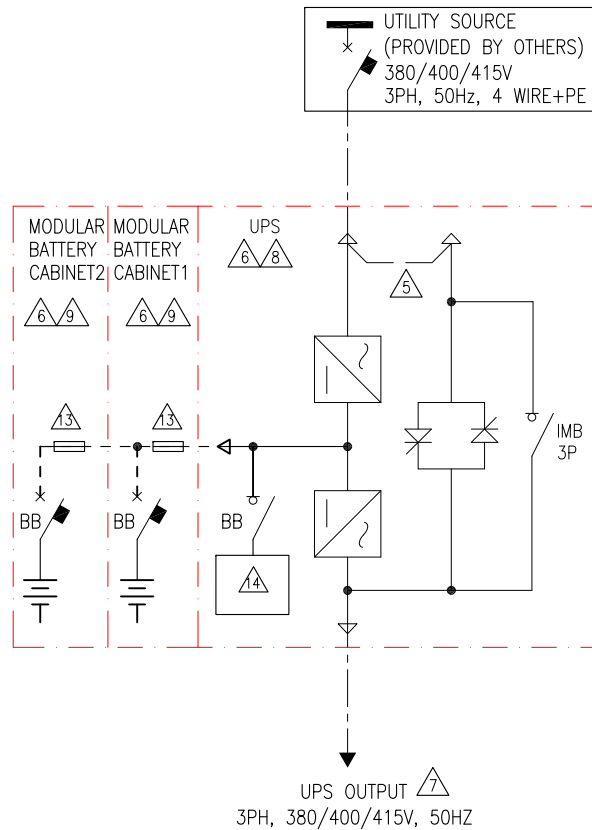 UTILITY SOURCE
(PROVIDED BY OTHERS)
380/400/415V
3PH, 50Hz, 4 WIRE+PE
MODULAR
BATTERY
CABINET2
6 9
MODULAR
BATTERY
CABINET1
6 9
UPS
6 8
5
13
13
IMB
3P
BB
BB
BB
14
UPS OUTPUT 7
3PH, 380/400/415V, 50HZ